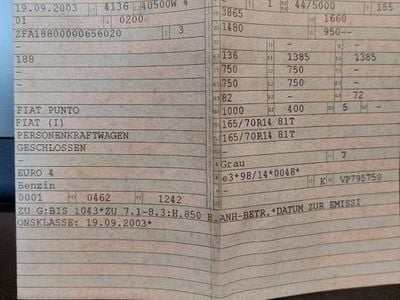 19.09.2003 4136 40500W 4 1 44/5000 155
01 0200 3865 1660
ZFA18800000656020 3 1480 950--
- - -
188 - 136 1385 1385
- 750 750 -
- 750 750 -
- 82 - 72
- 1000 400 5 -
FIAT PUNTO 165/70R14 81T
FIAT (I) 165/70R14 81T
PERSONENKRAFTWAGEN -
GESCHLOSSEN - 7
- Grau
EURO 4 e3*98/14*0048*
Benzin K VP795750
0001 0462 1242
ZU G:BIS 1043*ZU 7.1-8.3:H.850 B.ANH-BETR.*DATUM ZUR EMISSI
ONSKLASSE: 19.09.2003*